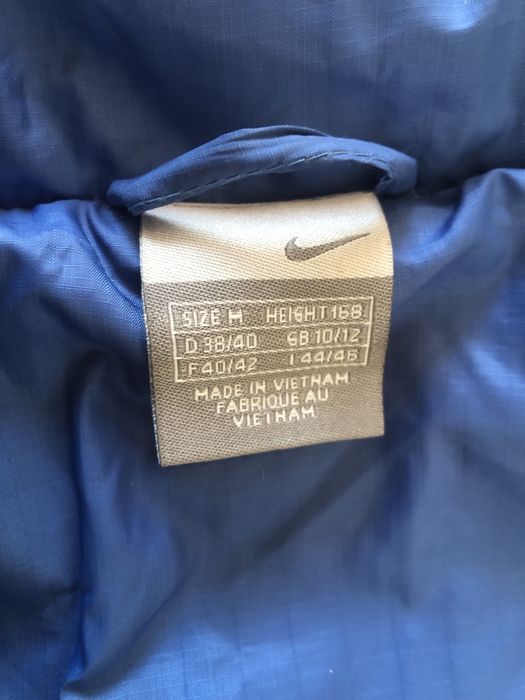 SIZE M HEIGHT 168
D 38/40 GB 10/12
F 40/42 I 44/46
MADE IN VIETNAM
FABRIQUE AU
VIETNAM